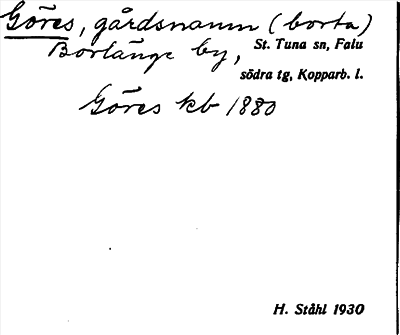 Göres, gårdsnamn (borta)
Borlänge by, St. Tuna sn, Falu
södra tg, Kopparb. l.
Göres kb 1880
H. Ståhl 1930